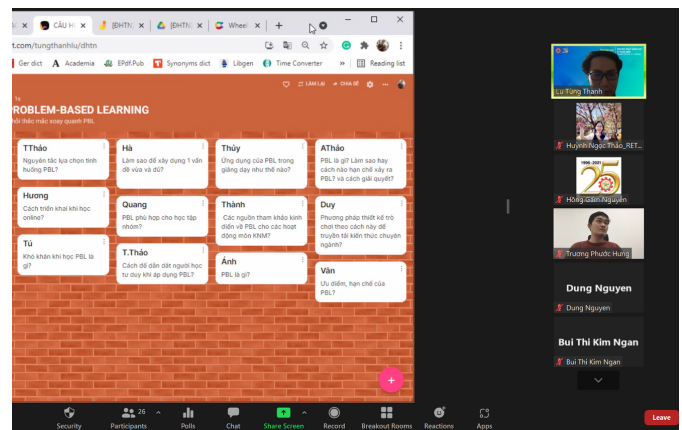 CÂU H
[ĐHTN
[ĐHTN
Wheel
t.com/tungthanhlu/dhtn
Ger dict
Academia
EPdf.Pub
Synonyms dict
Libgen
Time Converter
»
Reading list
LÀM LẠI
CHIA SẺ
1s
PROBLEM-BASED LEARNING
hỏi thắc mắc xoay quanh PBL
TThảo
Nguyên tắc lựa chọn tình
huống PBL?
Hương
Cách triển khai khi học
online?
Tú
Khó khăn khi học PBL là
gì?
Hà
Làm sao để xây dựng 1 vấn
đề vừa và đủ?
Quang
PBL phù hợp cho học tập
nhóm?
T.Thảo
Cách để dẫn dắt người học
tư duy khi áp dụng PBL?
Thúy
Ứng dụng của PBL trong
giảng dạy như thế nào?
Thành
Các nguồn tham khảo kinh
điển về PBL cho các hoạt
động môn KNM?
Ánh
PBL là gì?
AThảo
PBL là gì? Làm sao hay
cách nào hạn chế xảy ra
PBL? và cách giải quyết?
Duy
Phương pháp thiết kế trò
chơi theo cách này để
truyền tải kiến thức chuyên
ngành?
Vân
Ưu điểm, hạn chế của
PBL?
Lu Tùng Thanh
Huỳnh Ngọc Thảo_RET...
1996-2021
25
Hồng Gấm Nguyễn
Trương Phước Hưng
Dung Nguyen
Dung Nguyen
Bui Thi Kim Ngan
Bui Thi Kim Ngan
Security
Participants
26
Polls
Chat
Share Screen
Record
Breakout Rooms
Reactions
Apps
Leave